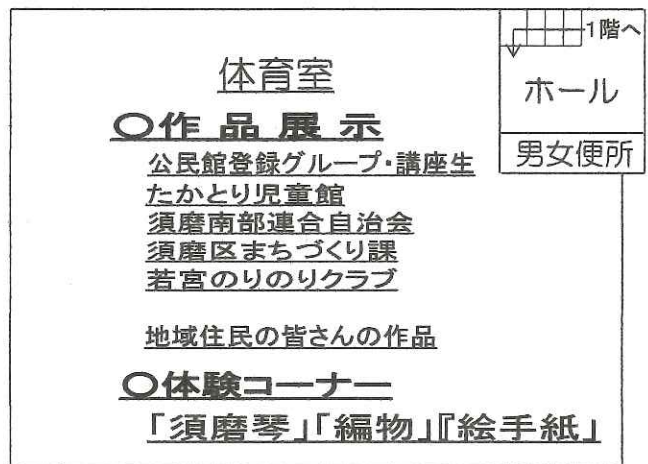 1階へ
体育室
ホール
〇作品展示
男女便所
公民館登録グループ・講座生
たかとり児童館
須磨南部連合自治会
須磨区まちづくり課
若宮のりのりクラブ
地域住民の皆さんの作品
〇体験コーナー
「須磨琴」「編物」『絵手紙」